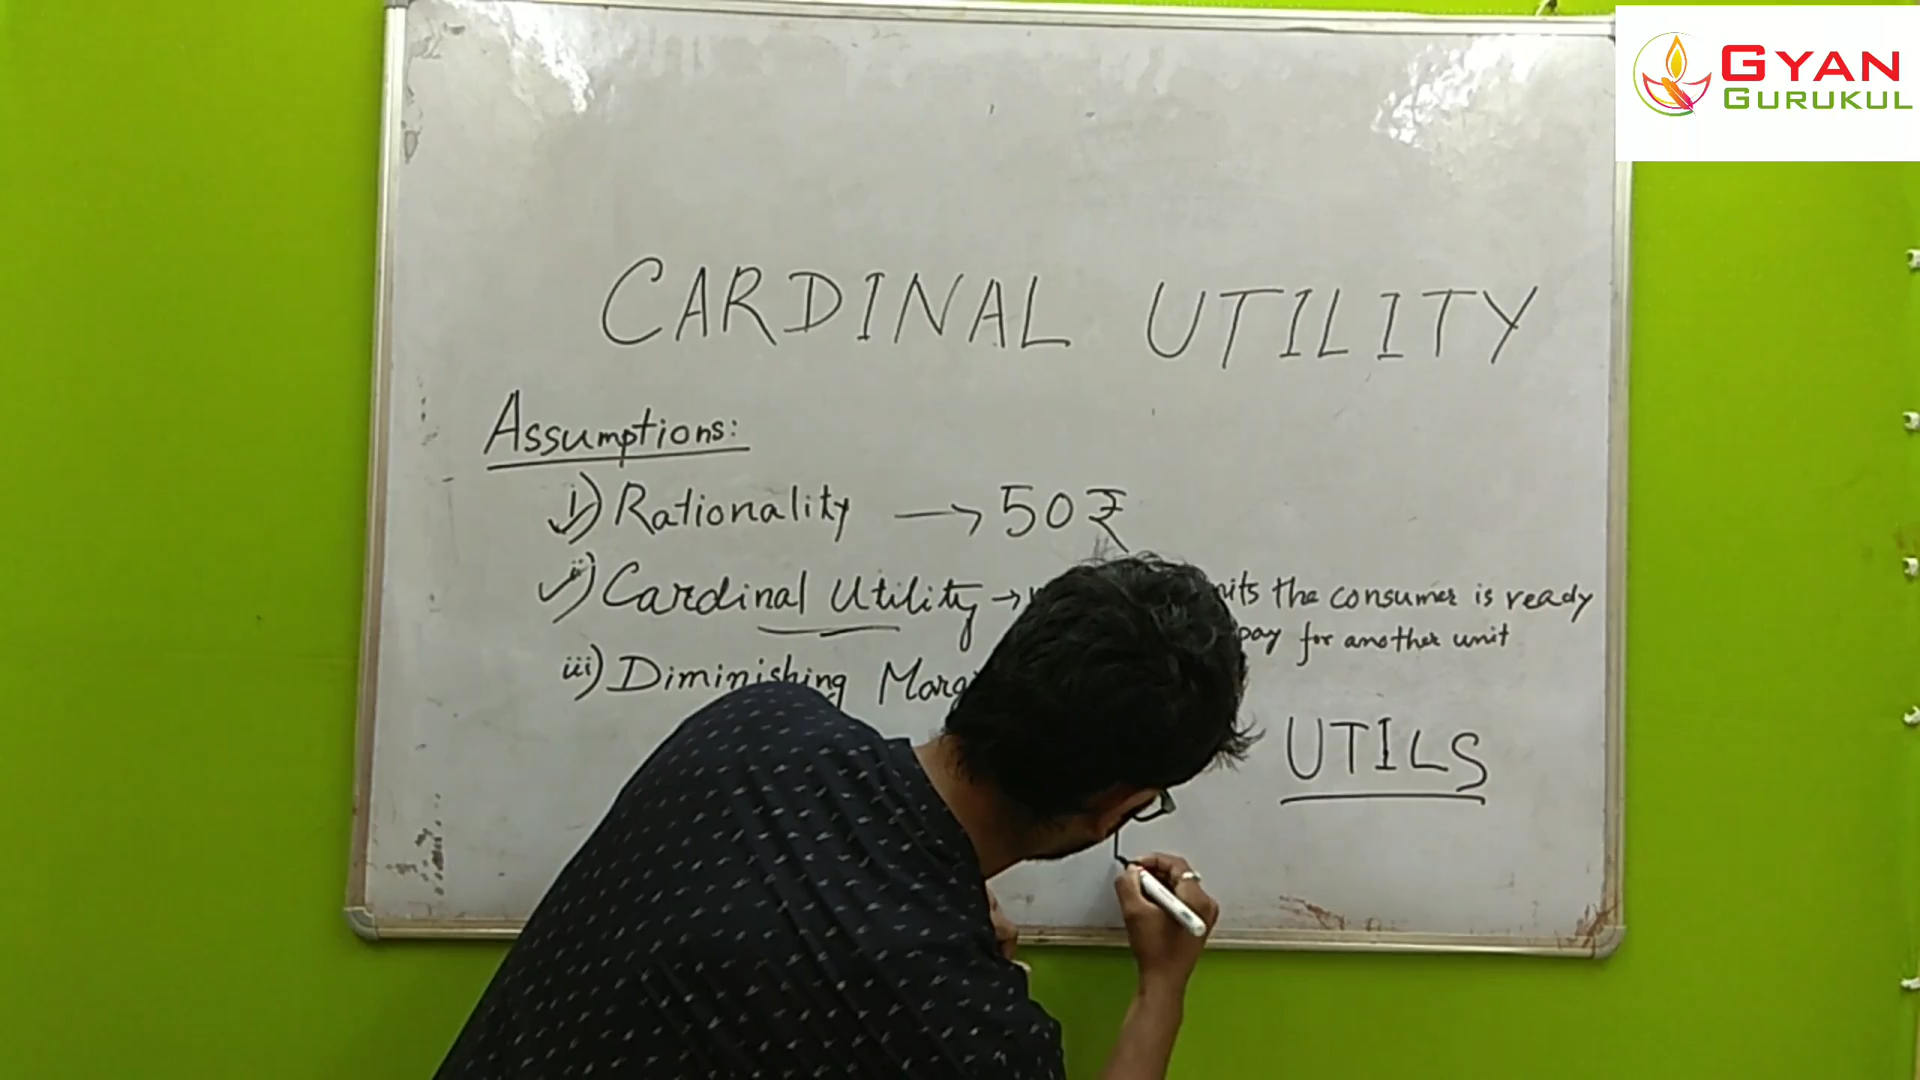 GYAN
GURUKUL
CARDINAL UTILITY
Assumptions:
i) Rationality → 50₹
ii) Cardinal Utility → the consumer is ready
pay for another unit
iii) Diminishing
UTILS